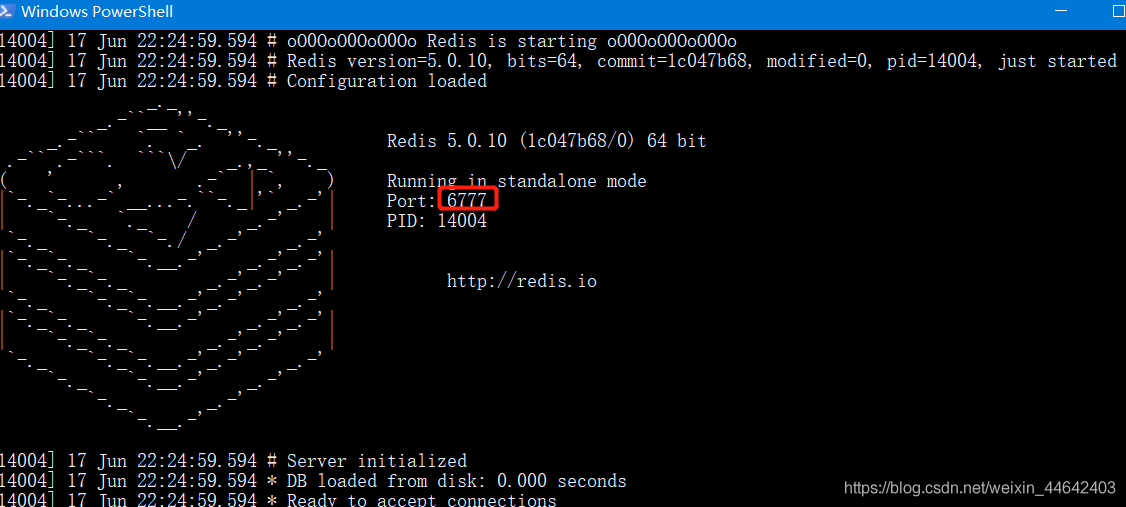 Windows PowerShell
14004] 17 Jun 22:24:59.594 # oO0OoO0OoO0Oo Redis is starting oO0OoO0OoO0Oo
14004] 17 Jun 22:24:59.594 # Redis version=5.0.10, bits=64, commit=1c047b68, modified=0, pid=14004, just started
14004] 17 Jun 22:24:59.594 # Configuration loaded
Redis 5.0.10 (1c047b68/0) 64 bit
Running in standalone mode
Port: 6777
PID: 14004
http://redis.io
14004] 17 Jun 22:24:59.594 # Server initialized
14004] 17 Jun 22:24:59.594 * DB loaded from disk: 0.000 seconds
14004] 17 Jun 22:24:59.594 * Ready to accept connections
https://blog.csdn.net/weixin_44642403